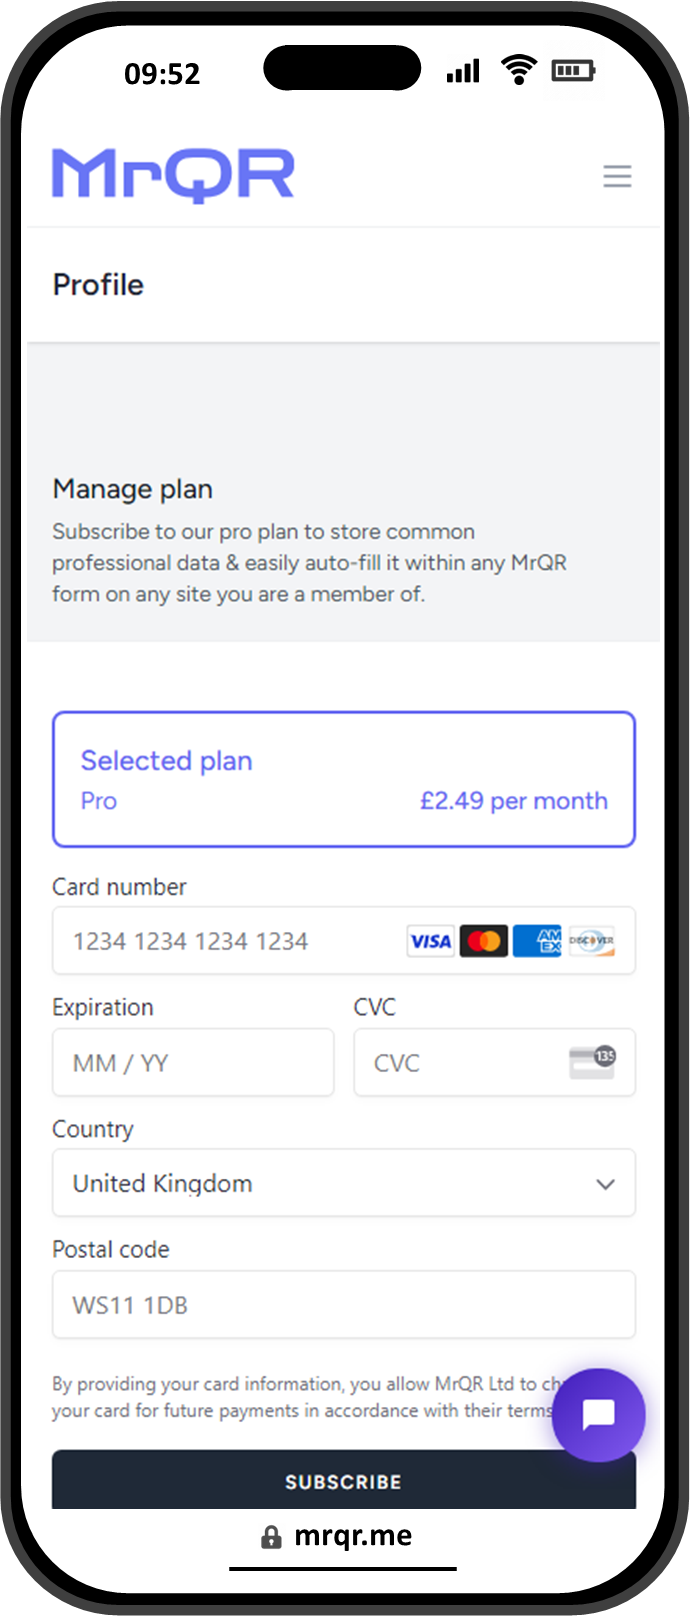 09:52
MrQR
Profile
Manage plan
Subscribe to our pro plan to store common
professional data & easily auto-fill it within any MrQR
form on any site you are a member of.
Selected plan
Pro £2.49 per month
Card number
1234 1234 1234 1234 VISA AMEX DISCOVER
Expiration CVC
MM / YY CVC 135
Country
United Kingdom
Postal code
WS11 1DB
By providing your card information, you allow MrQR Ltd to
your card for future payments in accordance with their terms
SUBSCRIBE
mrqr.me